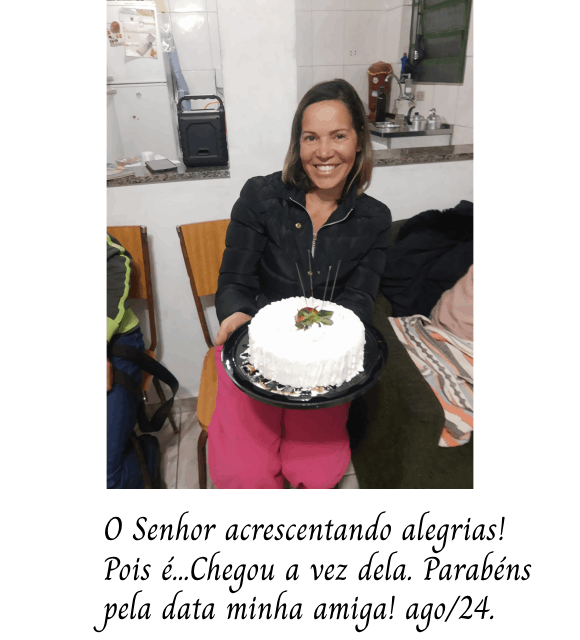 O Senhor acrescentando alegrias!
Pois é...Chegou a vez dela. Parabéns
pela data minha amiga! ago/24.